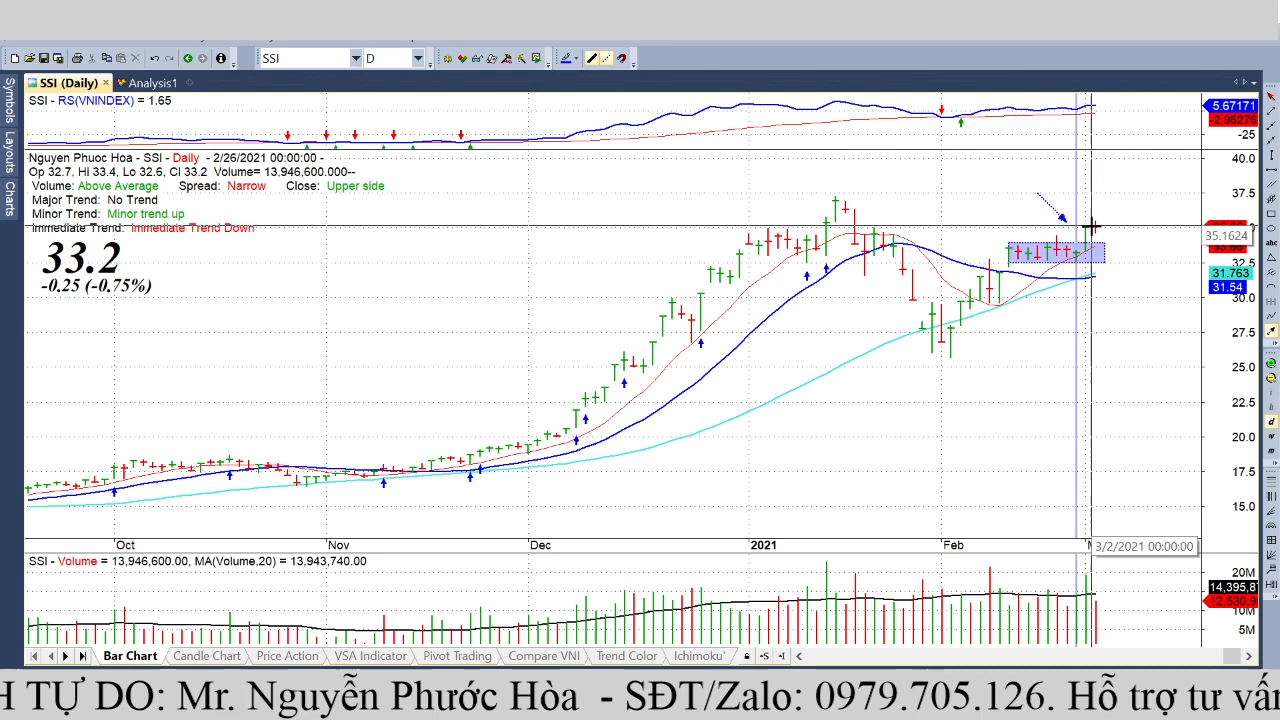 SSI D
SSI (Daily) × Analysis1
Symbols
Layouts
Charts
SSI - RS(VNINDEX) = 1.65
5.67171
-2.96276
-25
Nguyen Phuoc Hoa - SSI - Daily - 2/26/2021 00:00:00 -
Op 32.7, Hi 33.4, Lo 32.6, Cl 33.2 Volume= 13,946,600.000--
Volume: Above Average Spread: Narrow Close: Upper side
Major Trend: No Trend
Minor Trend: Minor trend up
Immediate Trend: Immediate Trend Down
33.2
-0.25 (-0.75%)
40.0
37.5
35.1624
32.5
31.763
31.54
30.0
27.5
25.0
22.5
20.0
17.5
15.0
Oct Nov Dec 2021 Feb
3/2/2021 00:00:00
SSI - Volume = 13,946,600.00, MA(Volume,20) = 13,943,740.00
20M
14,395,8
10M
5M
Bar Chart Candle Chart Price Action VSA Indicator Pivot Trading Compare VNI Trend Color Ichimoku'
H TỰ DO: Mr. Nguyễn Phước Hòa - SĐT/Zalo: 0979.705.126. Hỗ trợ tư vấn